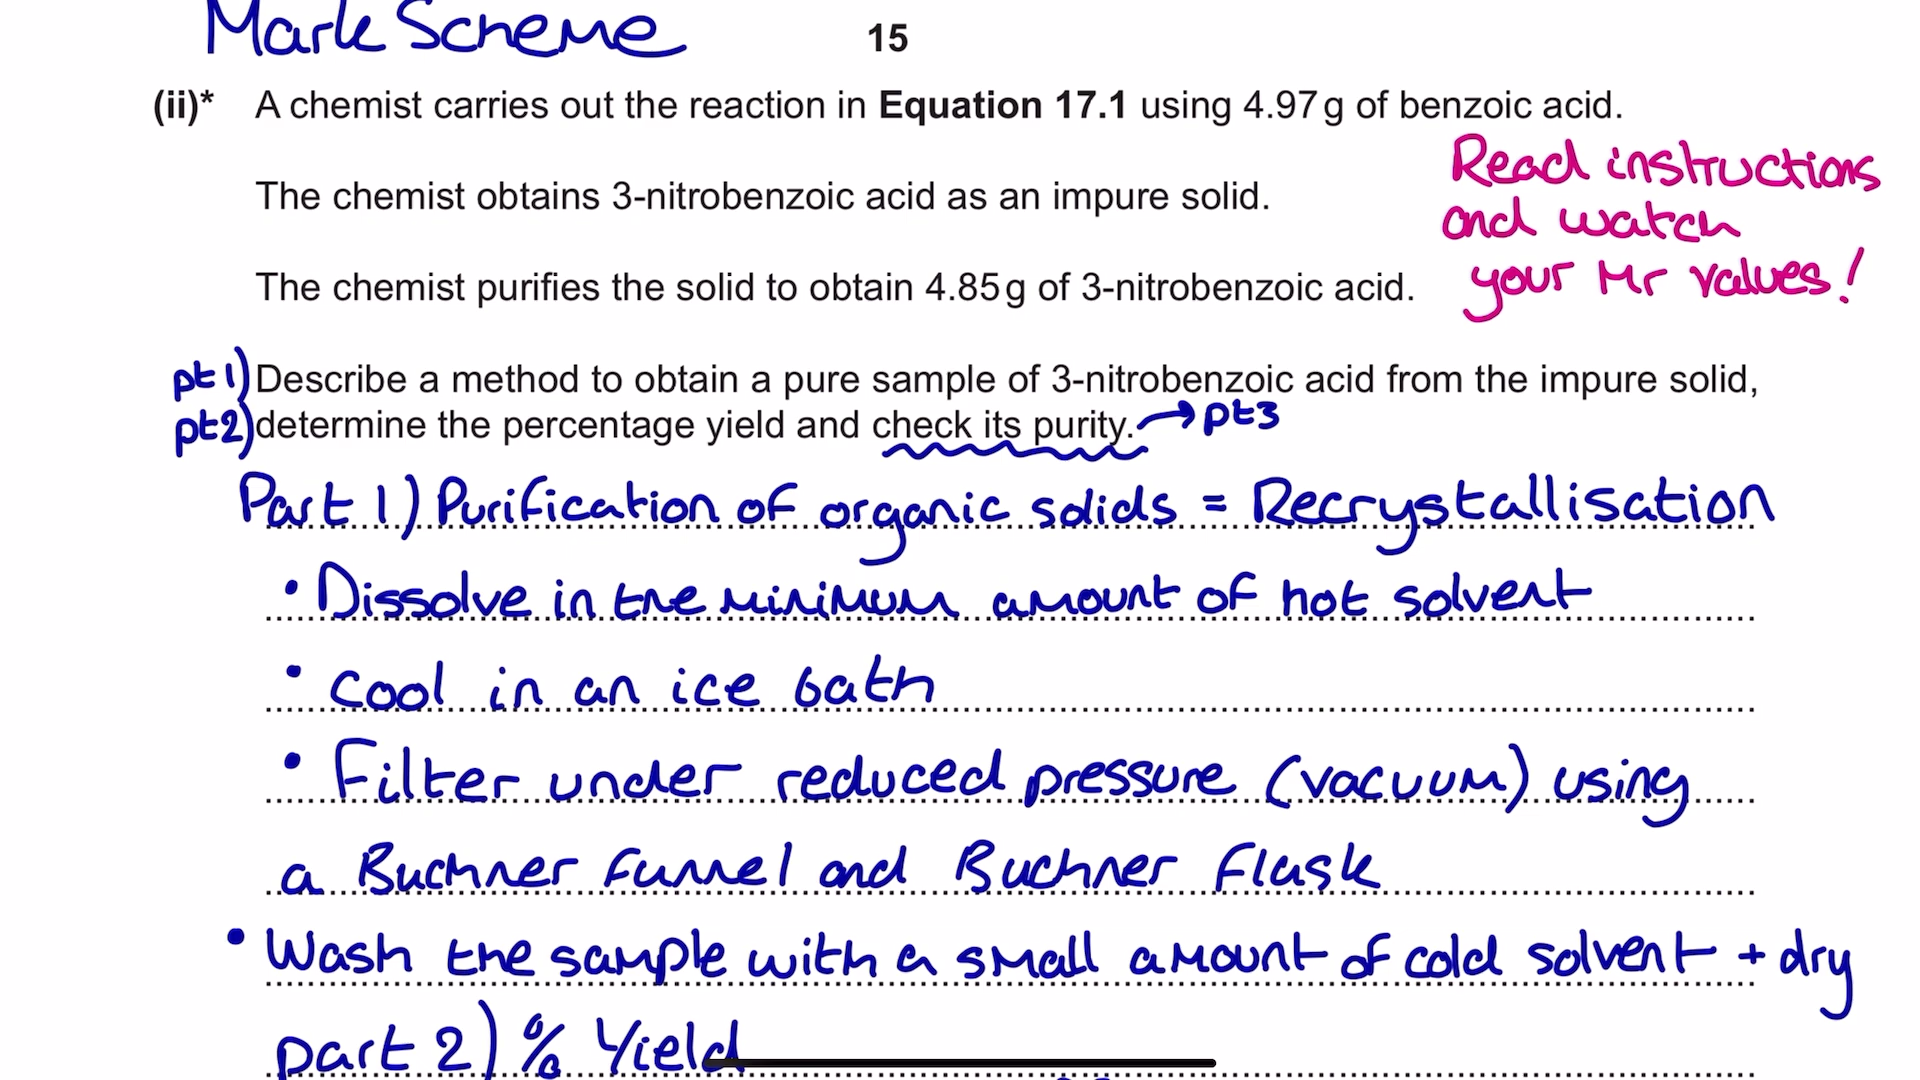 Mark Scheme
15
(ii)* A chemist carries out the reaction in Equation 17.1 using 4.97 g of benzoic acid.
Read instructions
and watch
your Mr values!
The chemist obtains 3-nitrobenzoic acid as an impure solid.
The chemist purifies the solid to obtain 4.85 g of 3-nitrobenzoic acid.
pt 1) Describe a method to obtain a pure sample of 3-nitrobenzoic acid from the impure solid,
pt2) determine the percentage yield and check its purity. → pt3
Part 1) Purification of organic solids = Recrystallisation
• Dissolve in the minimum amount of hot solvent
• Cool in an ice bath
• Filter under reduced pressure (vacuum) using
a Buchner funnel and Buchner flask
• Wash the sample with a small amount of cold solvent + dry
part 2) % Yield